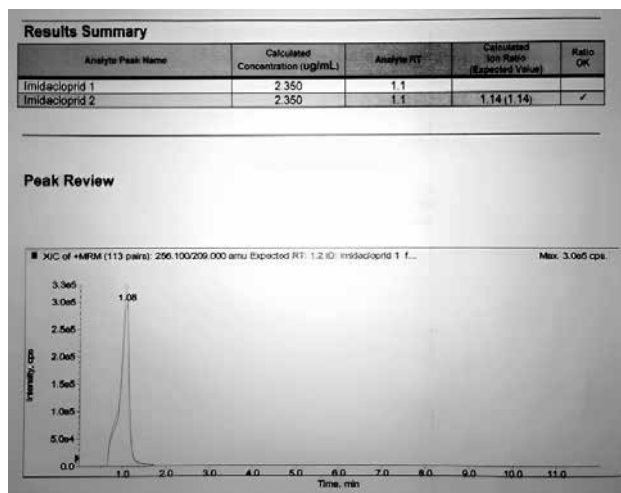 Results Summary
Analyte Peak Name Calculated Concentration (ug/mL) Analyte RT Calculated Ion Ratio (Expected Value) Ratio OK
Imidacloprid 1 2.350 1.1
Imidacloprid 2 2.350 1.1 1.14 (1.14) ✓
Peak Review
XIC of +MRM (113 pairs): 256.100/209.000 amu Expected RT: 1.2 ID: Imidacloprid 1 f... Max. 3.0e5 cps.
3.3e5
3.0e5
1.08
2.5e5
2.0e5
1.5e5
1.0e5
5.0e4
0.0
Intensity, cps
1.0 2.0 3.0 4.0 5.0 6.0 7.0 8.0 9.0 10.0 11.0
Time, min